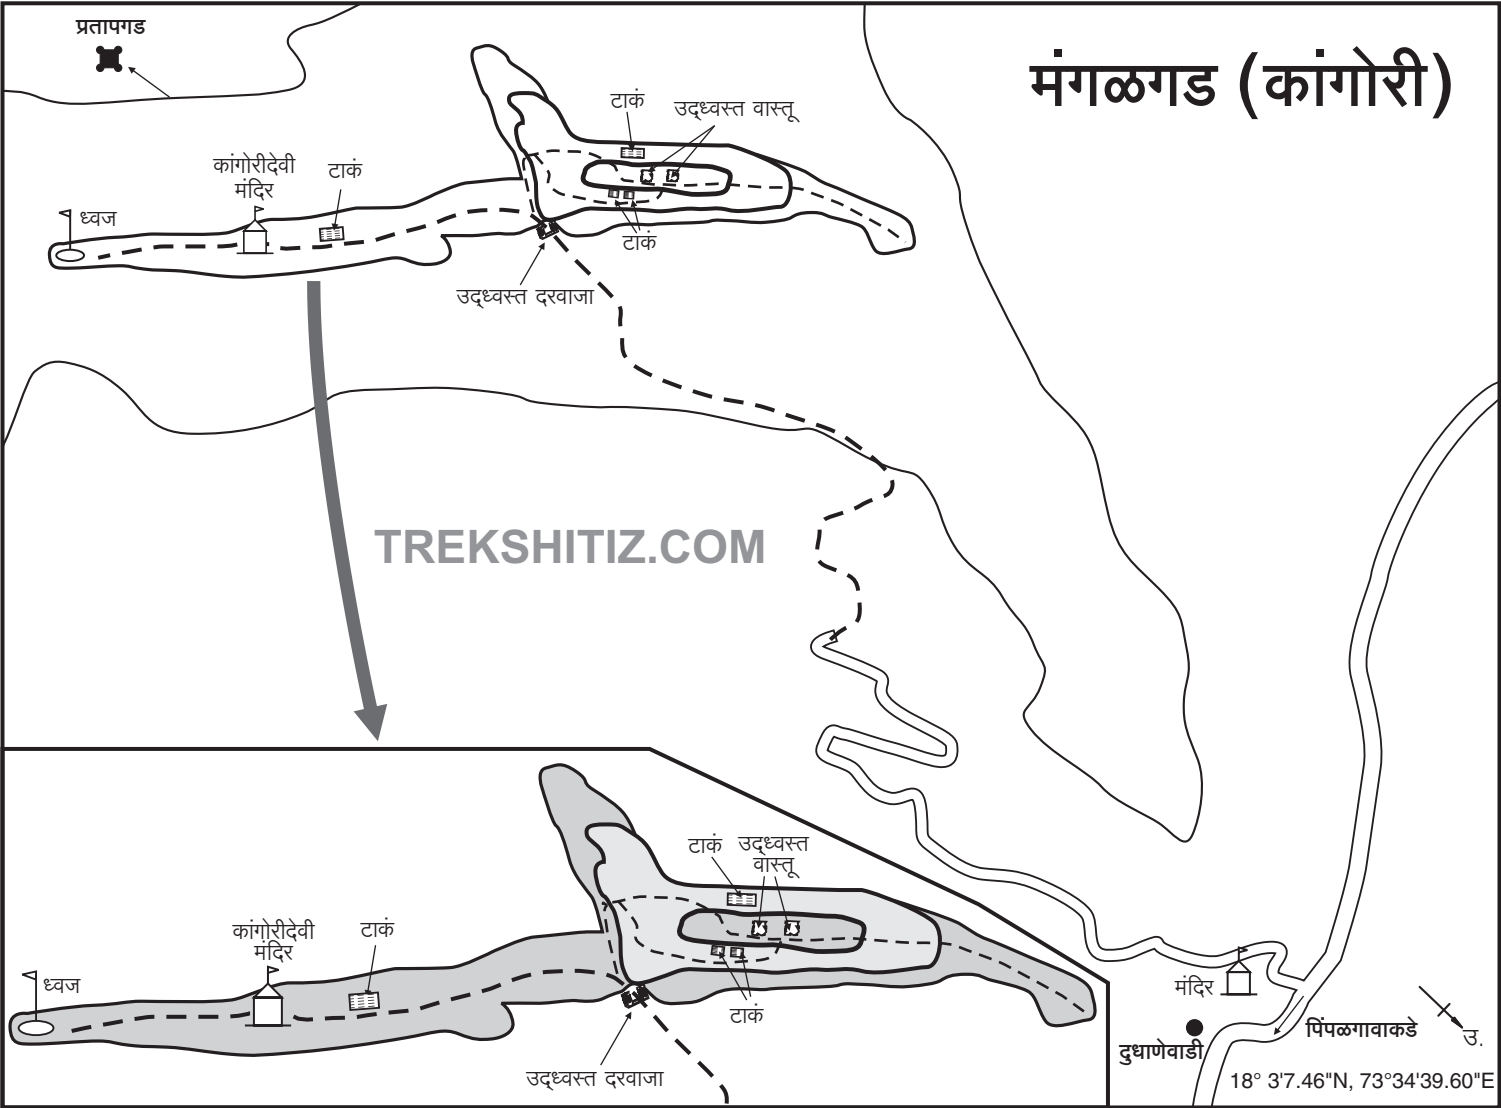 प्रतापगड
मंगळगड (कांगोरी)
टाकं
उद्ध्वस्त वास्तू
कांगोरीदेवी
मंदिर
टाकं
ध्वज
टाकं
उद्ध्वस्त दरवाजा
TREKSHITIZ.COM
टाकं
उद्ध्वस्त
वास्तू
कांगोरीदेवी
मंदिर
टाकं
ध्वज
टाकं
उद्ध्वस्त दरवाजा
मंदिर
पिंपळगावाकडे
दुधाणेवाडी
उ.
18° 3'7.46"N, 73°34'39.60"E